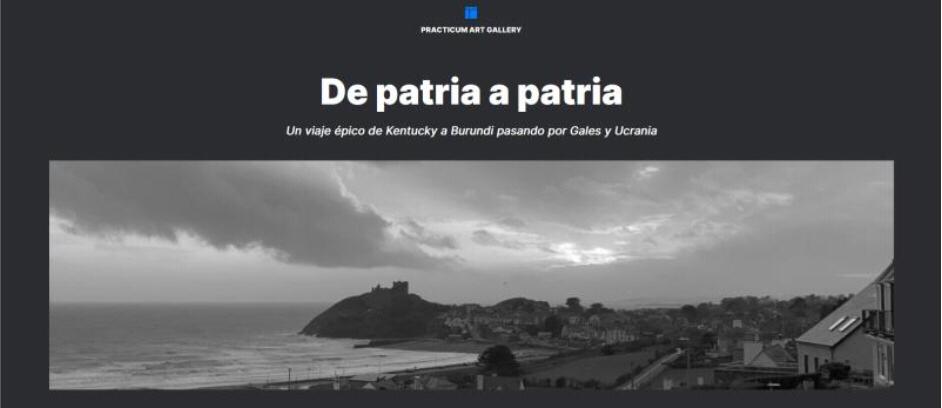 PRACTICUM ART GALLERY
De patria a patria
Un viaje épico de Kentucky a Burundi pasando por Gales y Ucrania